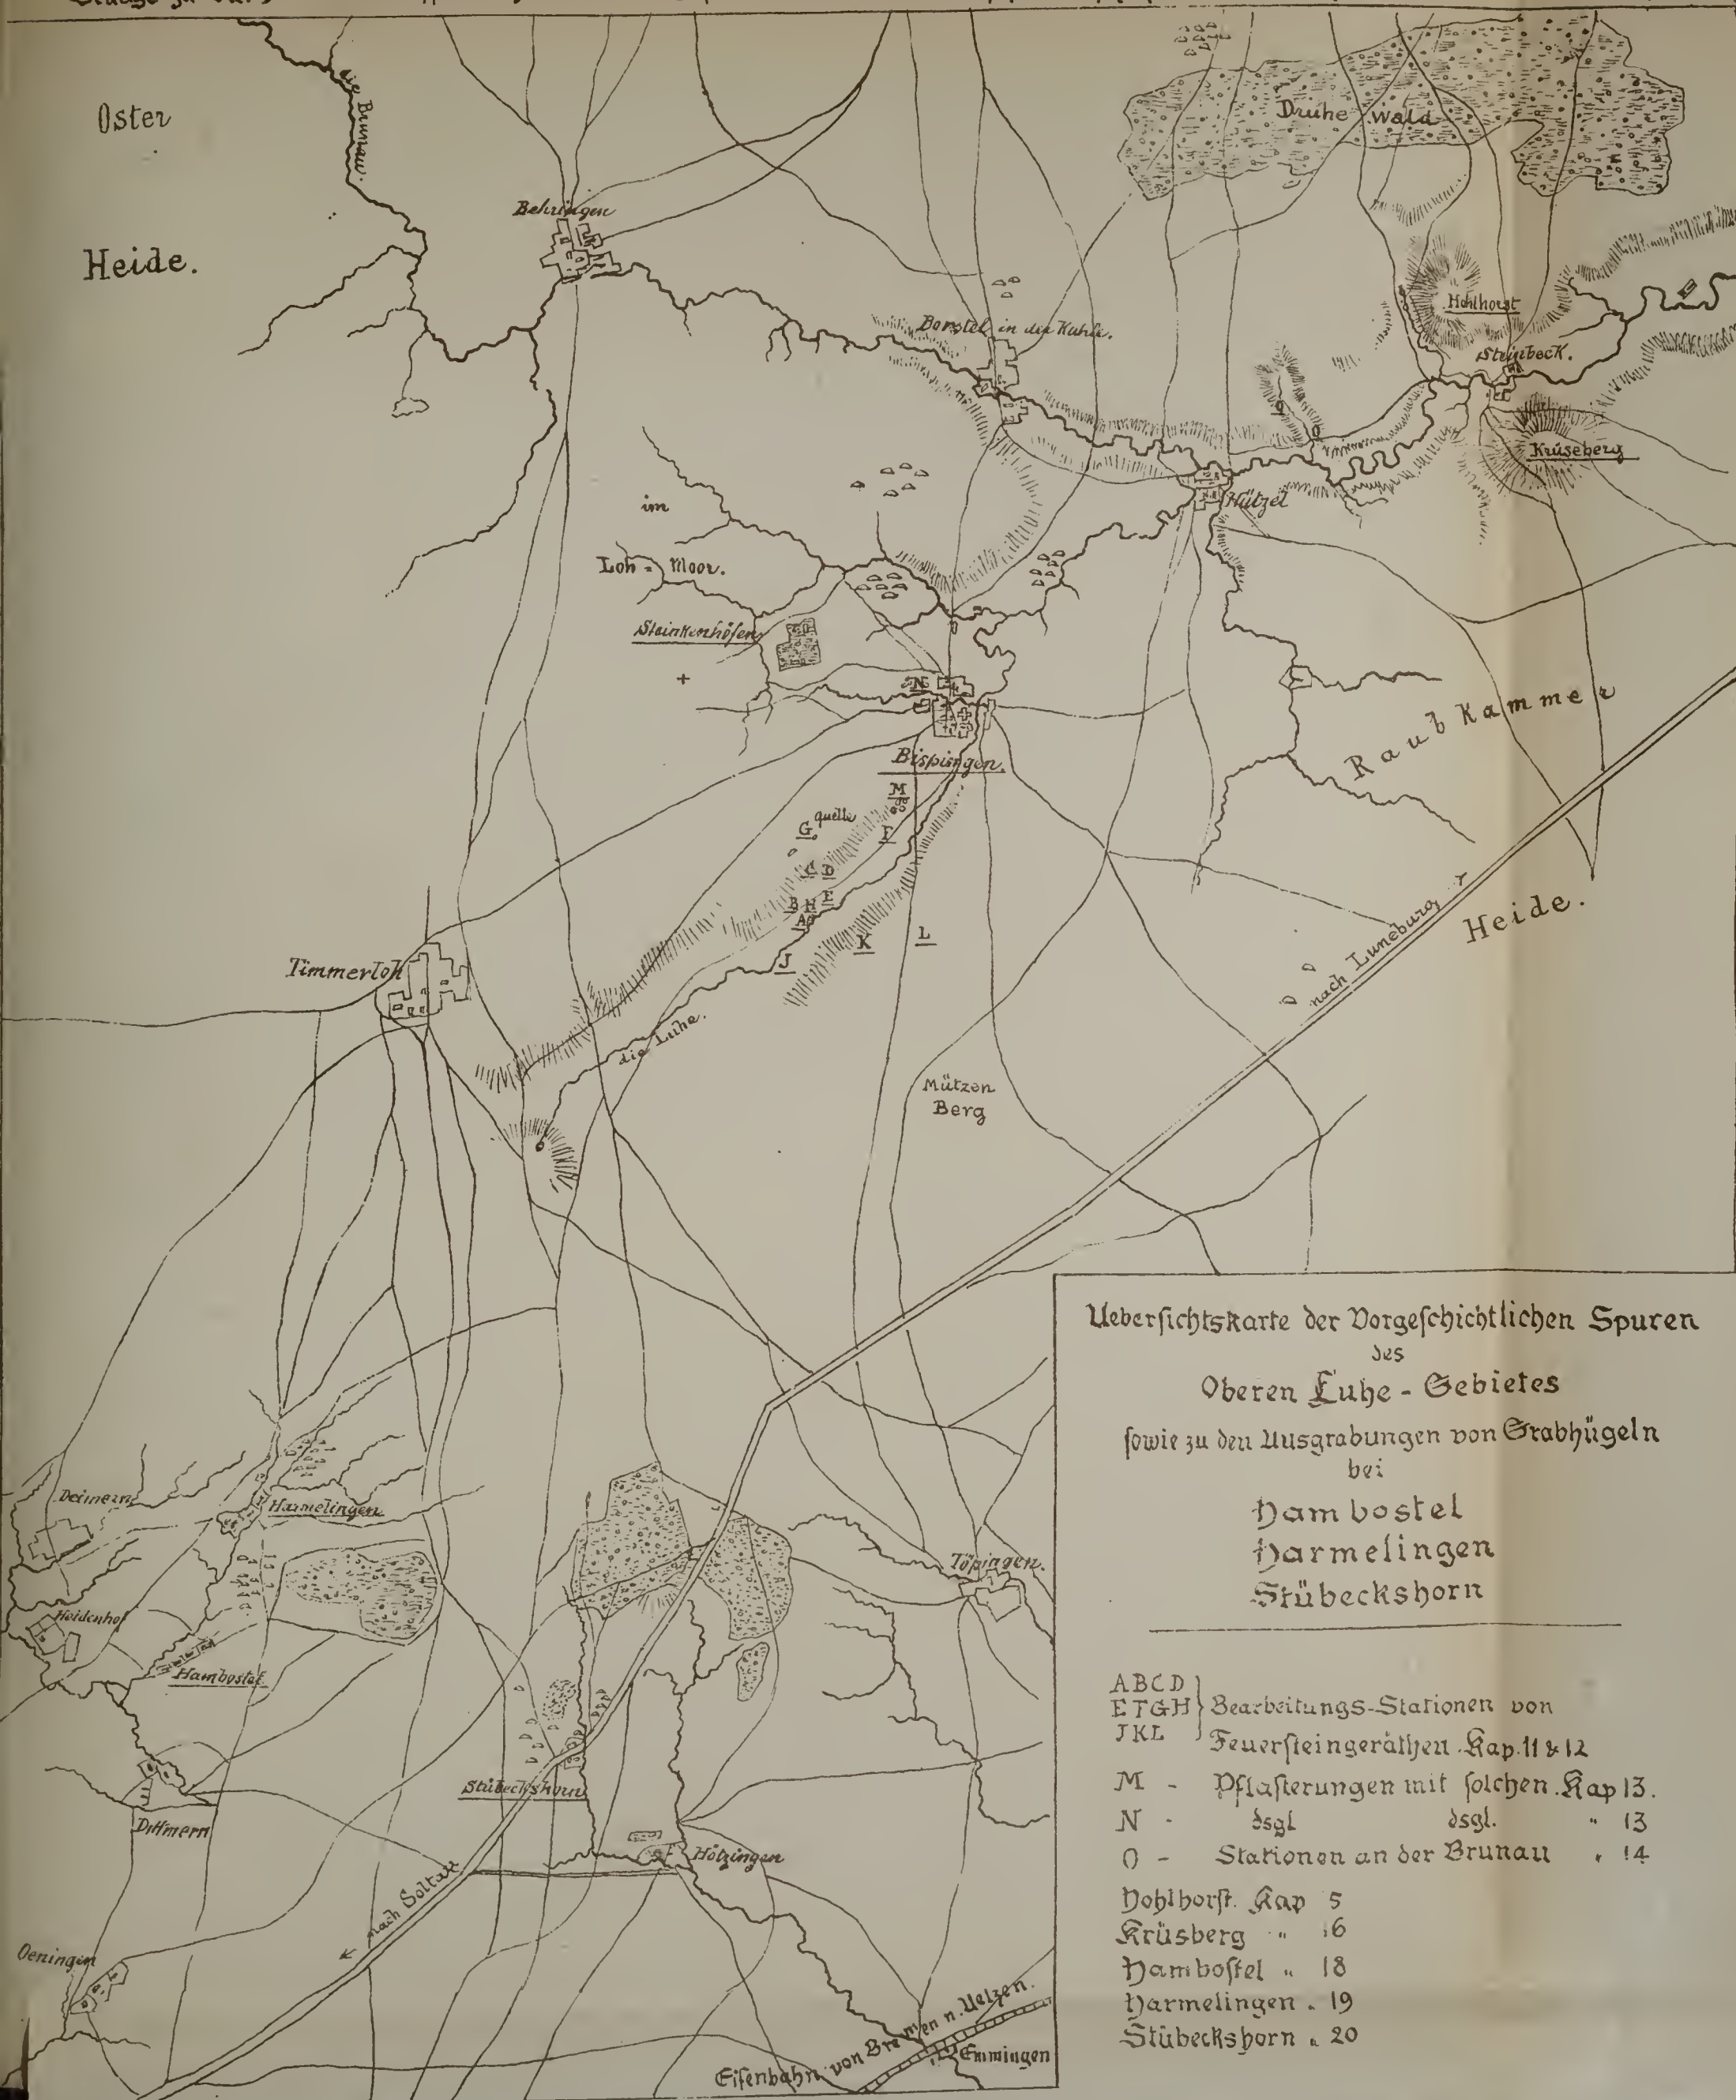 Oster
die Brunau.
Druhe Wald
Behringen
Heide.
Hohlhorst
Borstel in der Kuhle.
Steinbeck.
Krüseberg
Hützel
im
Loh = Moor.
Steinkenhöfen
N
Raubkammer
Bispingen.
M
quelle
G
F
C D
B H E
A
K
L
J
Heide.
nach Luneburg
Timmerloh
die Luhe.
Mützen
Berg
Ueberſichtskarte der Vorgeſchichtlichen Spuren
des
Oberen Luhe - Gebietes
ſowie zu den Ausgrabungen von Grabhügeln
bei
Hambostel
Harmelingen
Stübeckshorn
Deimern
Harmelingen
Töpingen.
Heidenhof
Hambostel
ABCD
EFGH } Bearbeitungs-Stationen von
JKL
Feuerſteingeräthen. Kap. 11 & 12
M - Pflaſterungen mit ſolchen. Kap 13.
N - dsgl dsgl. " 13
O - Stationen an der Brunau " 14
Stübeckshorn
Dittmern
Hötzingen
nach Soltau
Hohlhorſt. Kap 5
Krüsberg " 6
Hamboſtel " 18
Harmelingen " 19
Stübeckshorn " 20
Oeningen
Eiſenbahn von Bremen n. Uelzen.
Emmingen